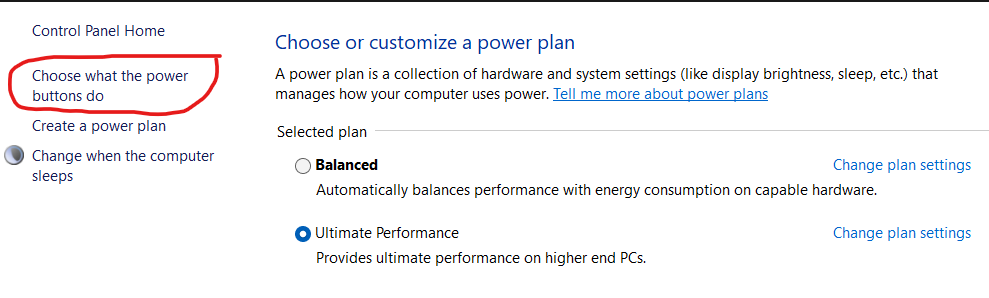 Control Panel Home
Choose what the power
buttons do
Create a power plan
Change when the computer
sleeps
Choose or customize a power plan
A power plan is a collection of hardware and system settings (like display brightness, sleep, etc.) that
manages how your computer uses power. Tell me more about power plans
Selected plan
Balanced Change plan settings
Automatically balances performance with energy consumption on capable hardware.
Ultimate Performance Change plan settings
Provides ultimate performance on higher end PCs.